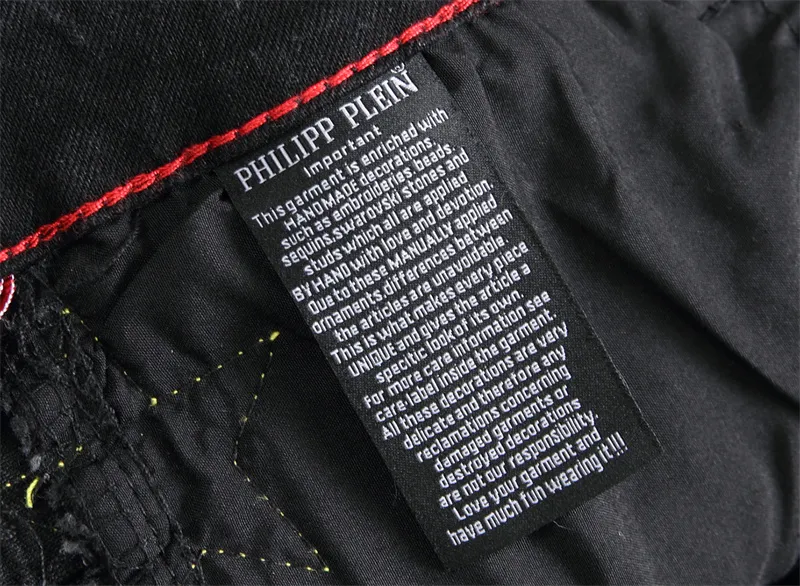 PHILIPP PLEIN®
Important
This garment is enriched with
HANDMADE decorations,
such as embroideries, beads,
sequins, swarovski stones and
studs which all are applied
BY HAND with love and devotion.
Due to these MANUALLY applied
ornaments, differences between
the articles are unavoidable.
This is what makes every piece
UNIQUE and gives the article a
specific look of its own.
For more care information see
care-label inside the garment.
All these decorations are very
delicate and therefore any
reclamations concerning
damaged garments or
destroyed decorations
are not our responsibility.
Love your garment and
have much fun wearing it!!!